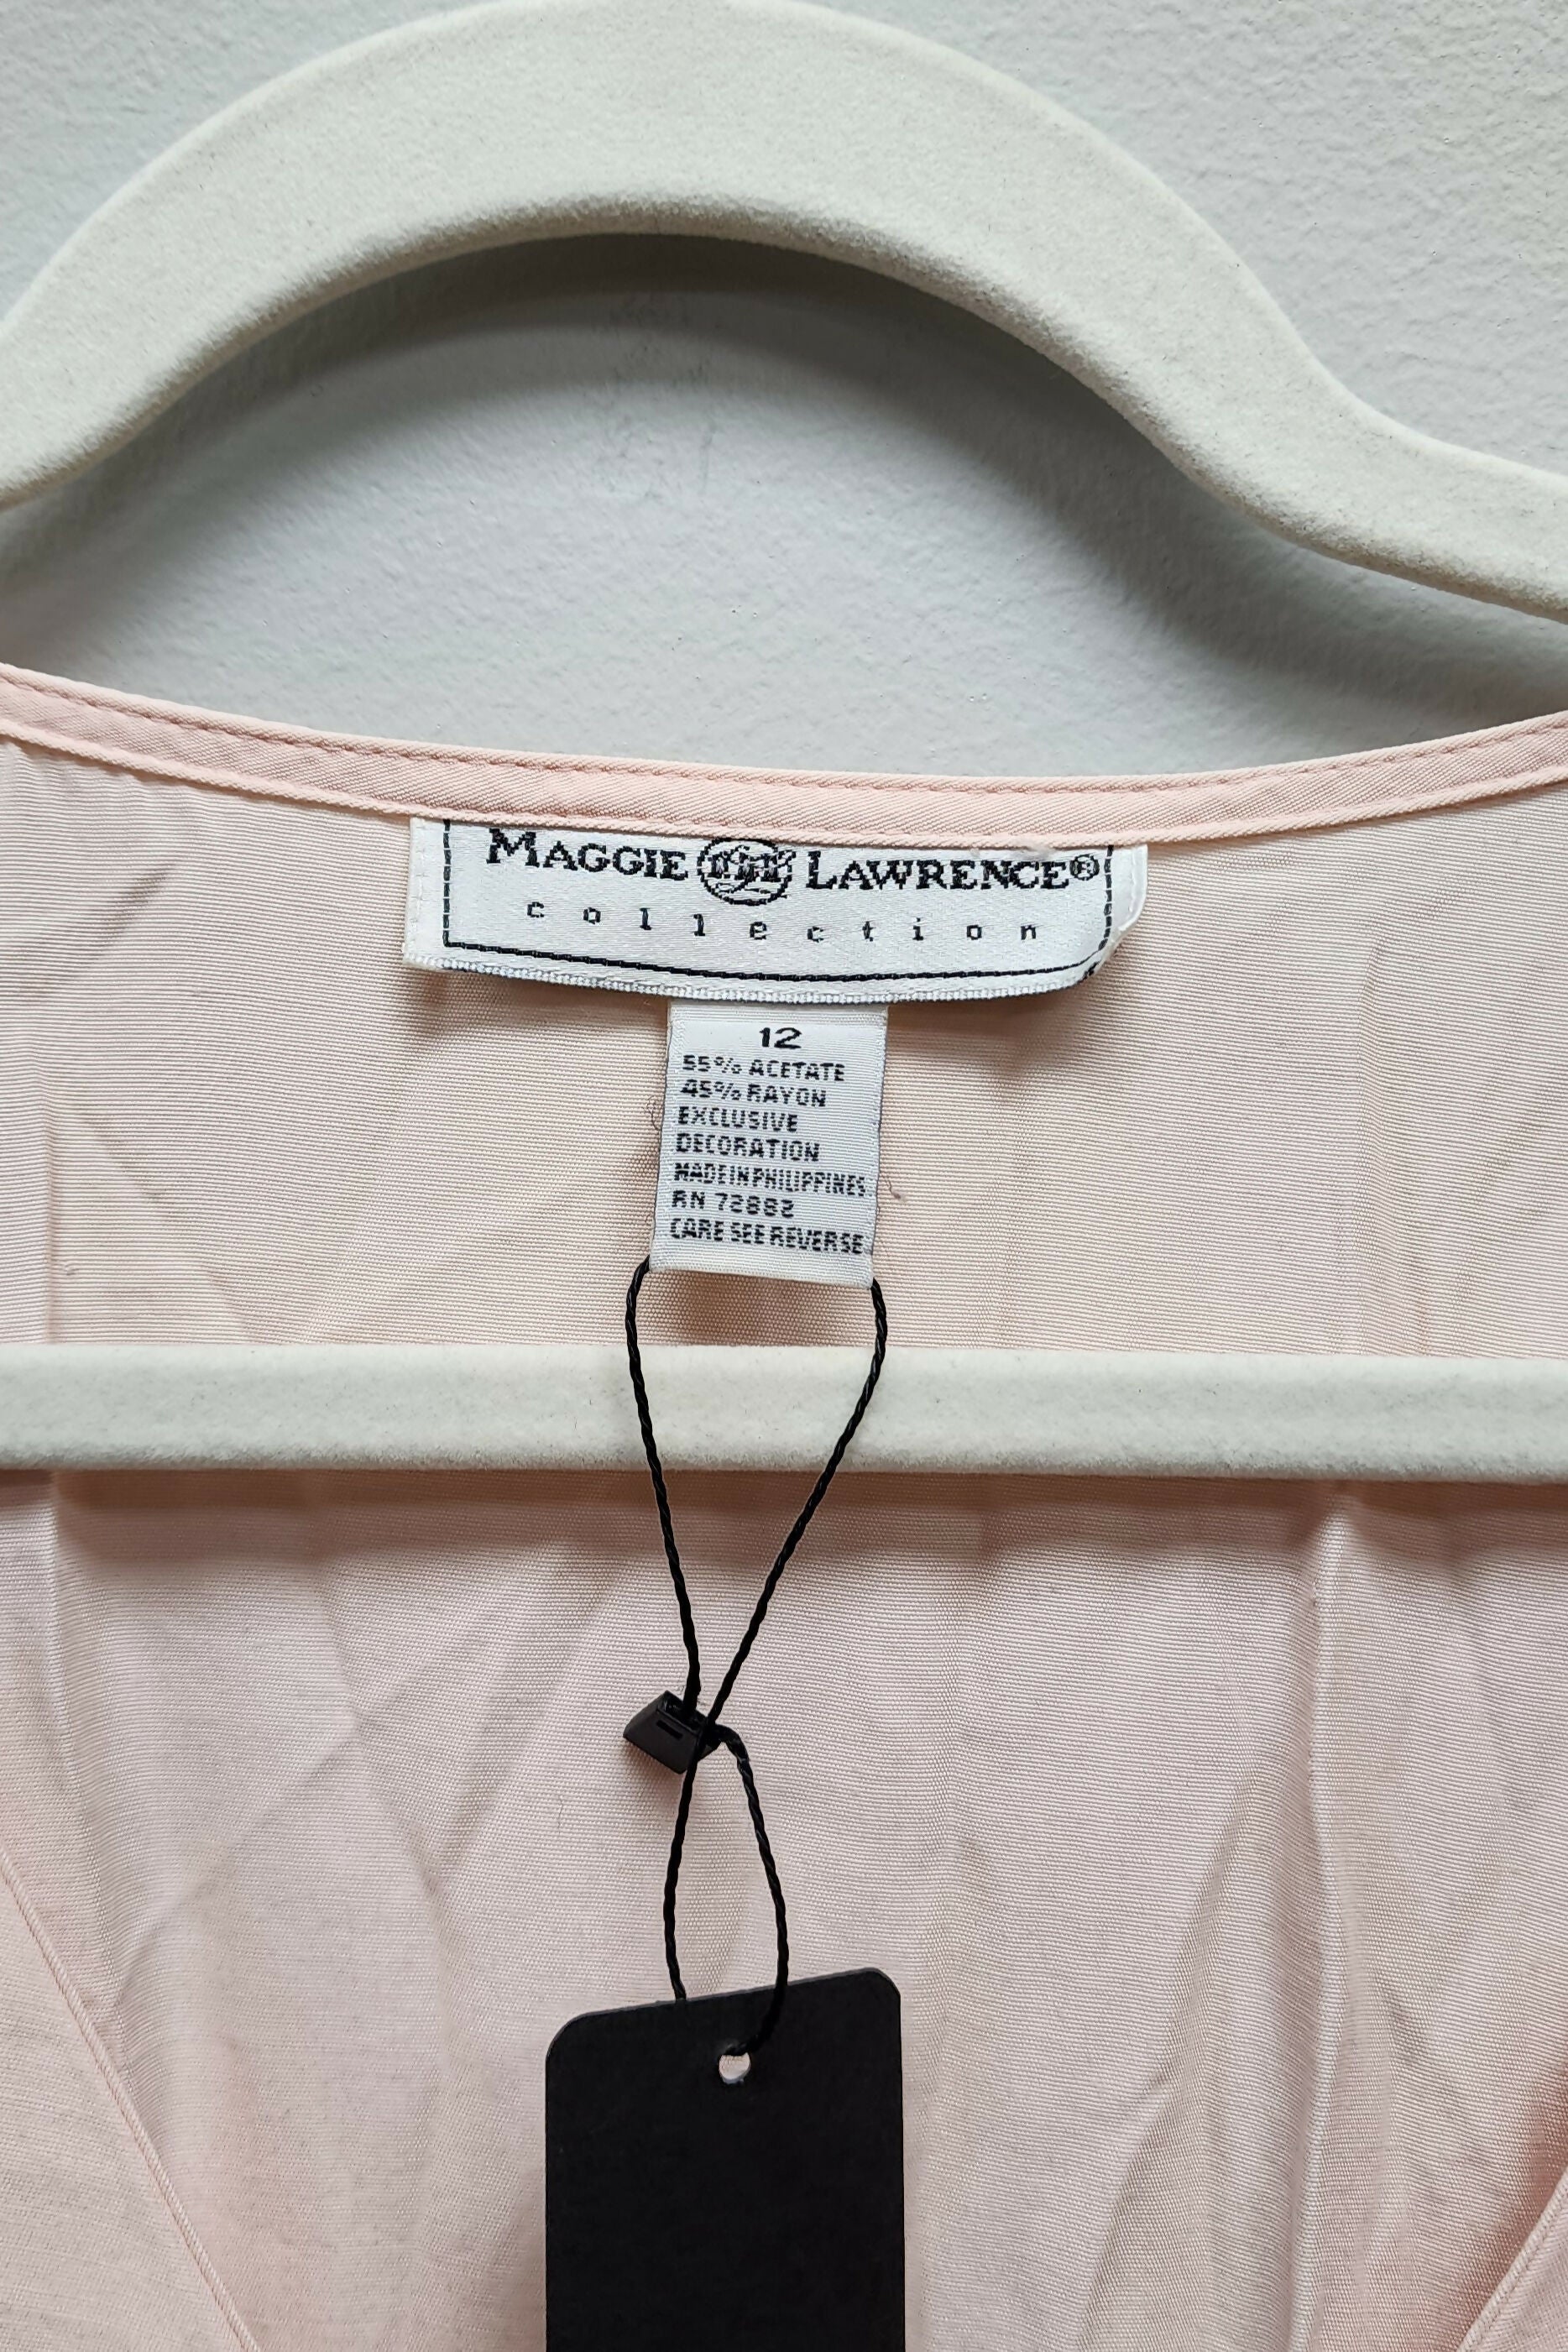 MAGGIE LAWRENCE®
collection
12
55% ACETATE
45% RAYON
EXCLUSIVE
DECORATION
MADE IN PHILIPPINES
RN 72882
CARE SEE REVERSE